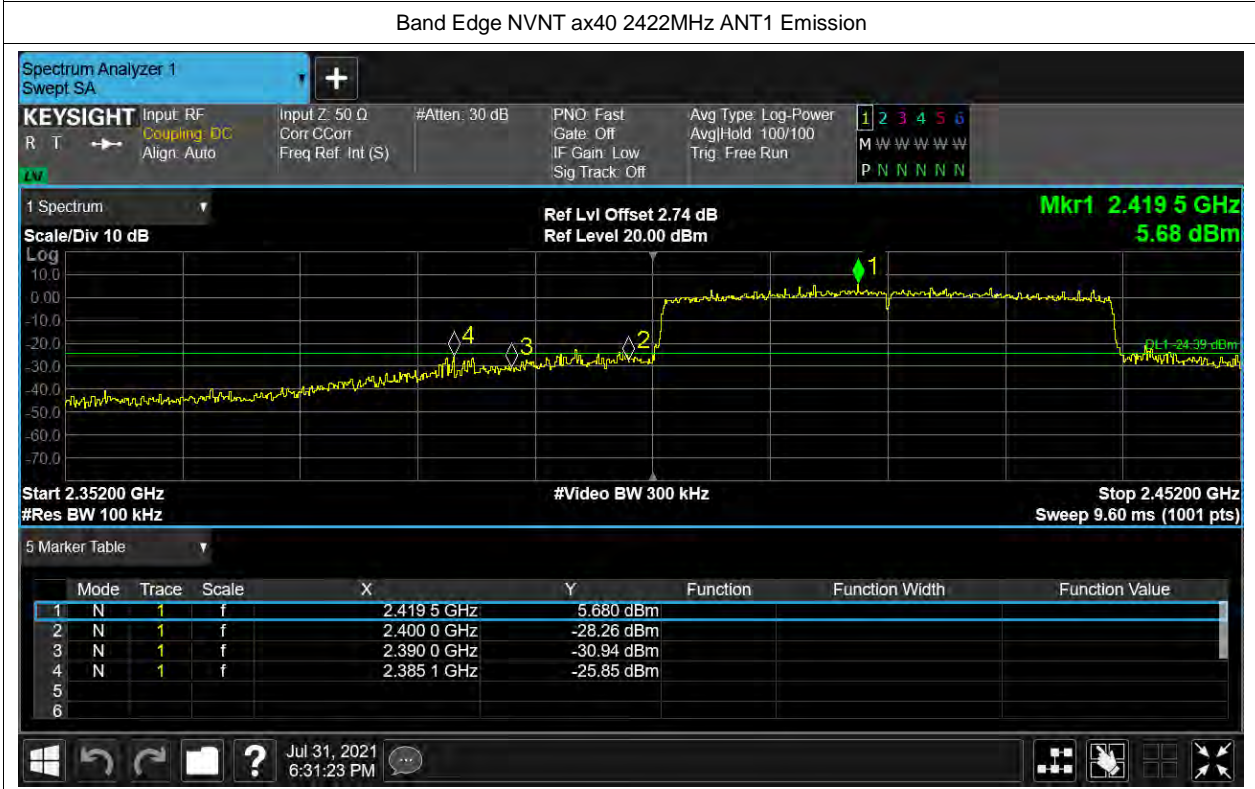 Band Edge NVNT ax40 2422MHz ANT1 Emission
Spectrum Analyzer 1
Swept SA
+
KEYSIGHT Input: RF Input Z: 50 Ω #Atten: 30 dB PNO: Fast Avg Type: Log-Power 1 2 3 4 5 6
R T Coupling: DC Corr CCorr Gate: Off Avg|Hold: 100/100 M W W W W W
Align: Auto Freq Ref: Int (S) IF Gain: Low Trig: Free Run
Sig Track: Off P N N N N N
1 Spectrum Ref Lvl Offset 2.74 dB Mkr1 2.419 5 GHz
Scale/Div 10 dB Ref Level 20.00 dBm 5.68 dBm
Log
10.0
0.00
-10.0
-20.0
-30.0
-40.0
-50.0
-60.0
-70.0
1
4
3
2
DL1 -24.39 dBm
Start 2.35200 GHz #Video BW 300 kHz Stop 2.45200 GHz
#Res BW 100 kHz Sweep 9.60 ms (1001 pts)
5 Marker Table
Mode Trace Scale X Y Function Function Width Function Value
1 N 1 f 2.419 5 GHz 5.680 dBm
2 N 1 f 2.400 0 GHz -28.26 dBm
3 N 1 f 2.390 0 GHz -30.94 dBm
4 N 1 f 2.385 1 GHz -25.85 dBm
5
6
? Jul 31, 2021
6:31:23 PM